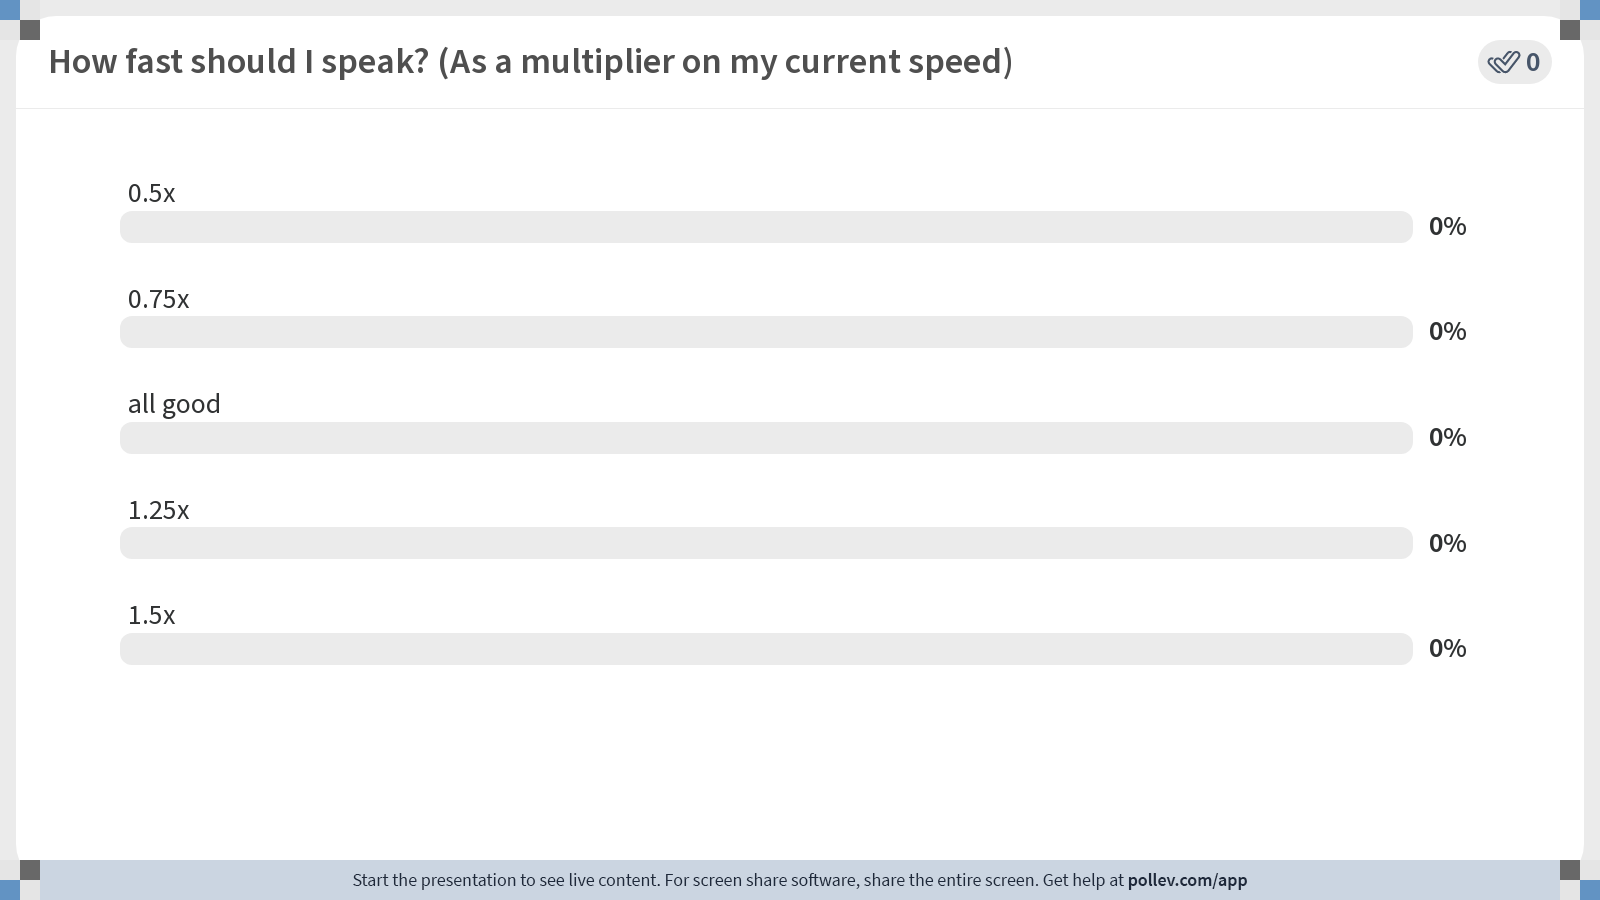 How fast should I speak? (As a multiplier on my current speed)
0
0.5x
0%
0.75x
0%
all good
0%
1.25x
0%
1.5x
0%
Start the presentation to see live content. For screen share software, share the entire screen. Get help at pollev.com/app